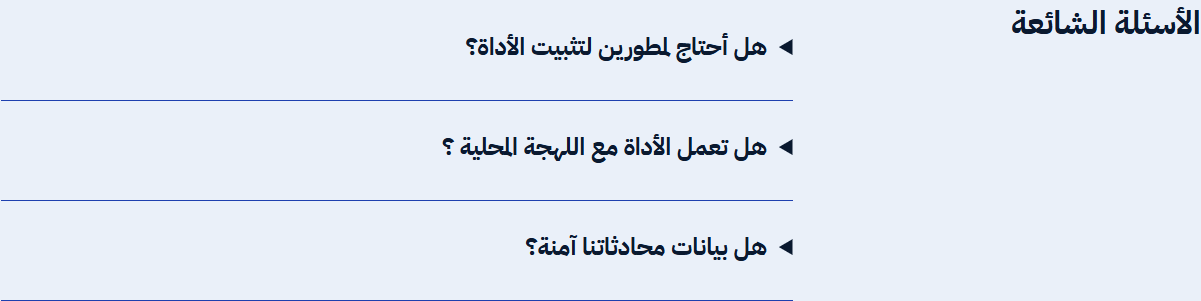 الأسئلة الشائعة
هل أحتاج لمطورين لتثبيت الأداة؟
هل تعمل الأداة مع اللهجة المحلية ؟
هل بيانات محادثاتنا آمنة؟